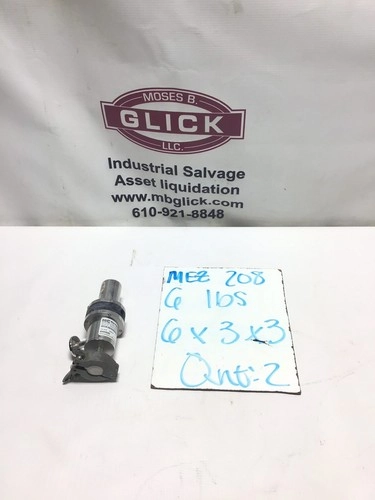 MOSES B.
GLICK
LLC.
Industrial Salvage
Asset liquidation
www.mbglick.com
610-921-8848
MEZ 208
6 lbs
6 x 3 x 3
Qnt:-2